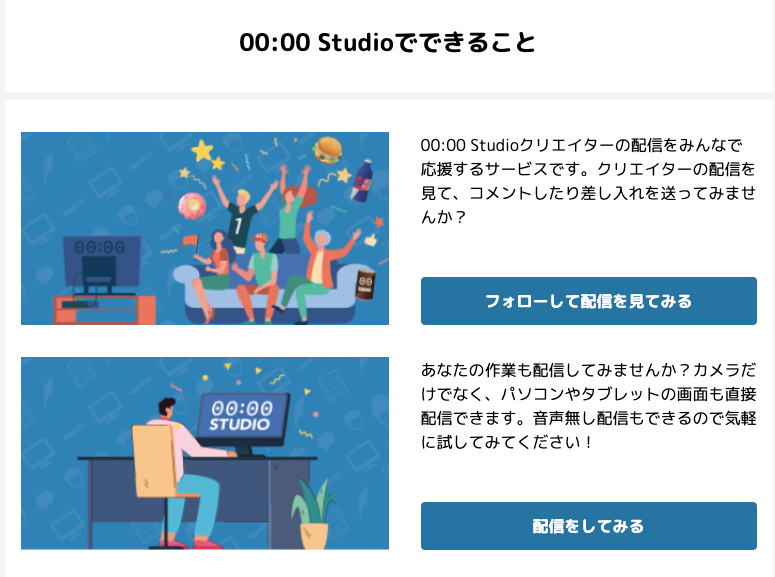 00:00 Studioでできること
00:00
1
00
00:00 Studioクリエイターの配信をみんなで
応援するサービスです。クリエイターの配信を
見て、コメントしたり差し入れを送ってみませ
んか？
フォローして配信を見てみる
00:00
STUDIO
あなたの作業も配信してみませんか？カメラだ
けでなく、パソコンやタブレットの画面も直接
配信できます。音声無し配信もできるので気軽
に試してみてください！
配信をしてみる